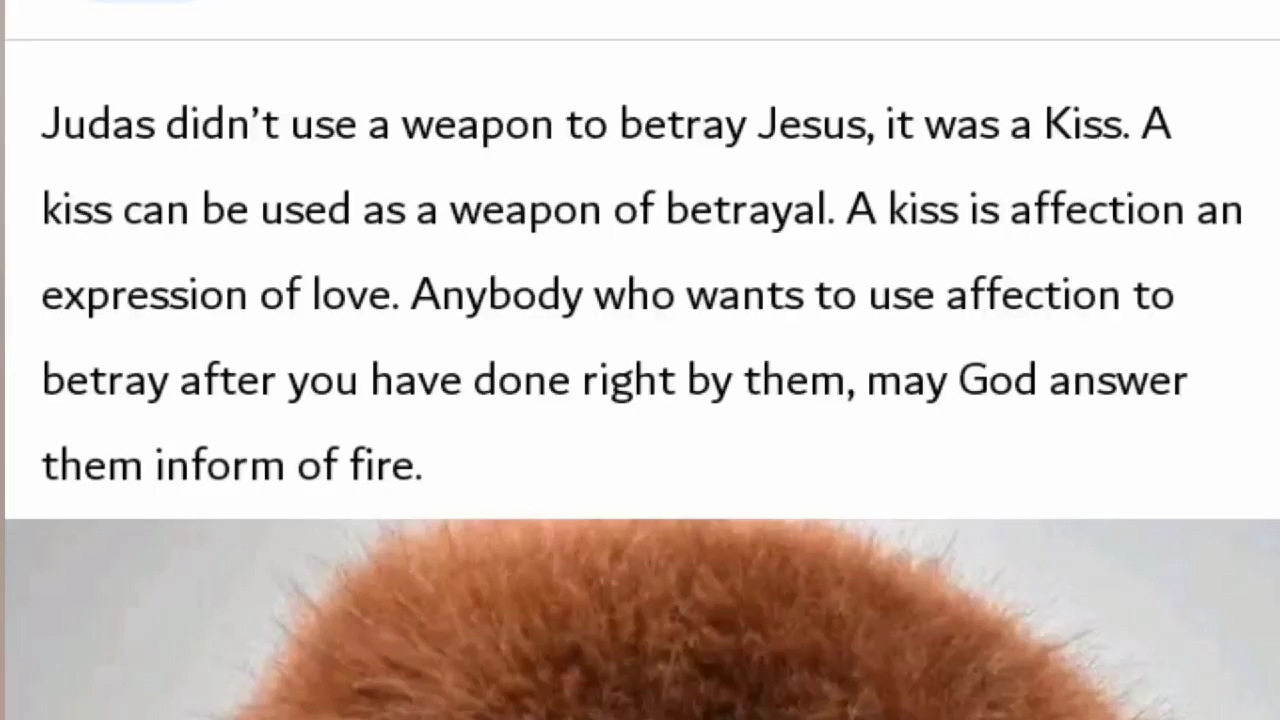 Judas didn’t use a weapon to betray Jesus, it was a Kiss. A
kiss can be used as a weapon of betrayal. A kiss is affection an
expression of love. Anybody who wants to use affection to
betray after you have done right by them, may God answer
them inform of fire.